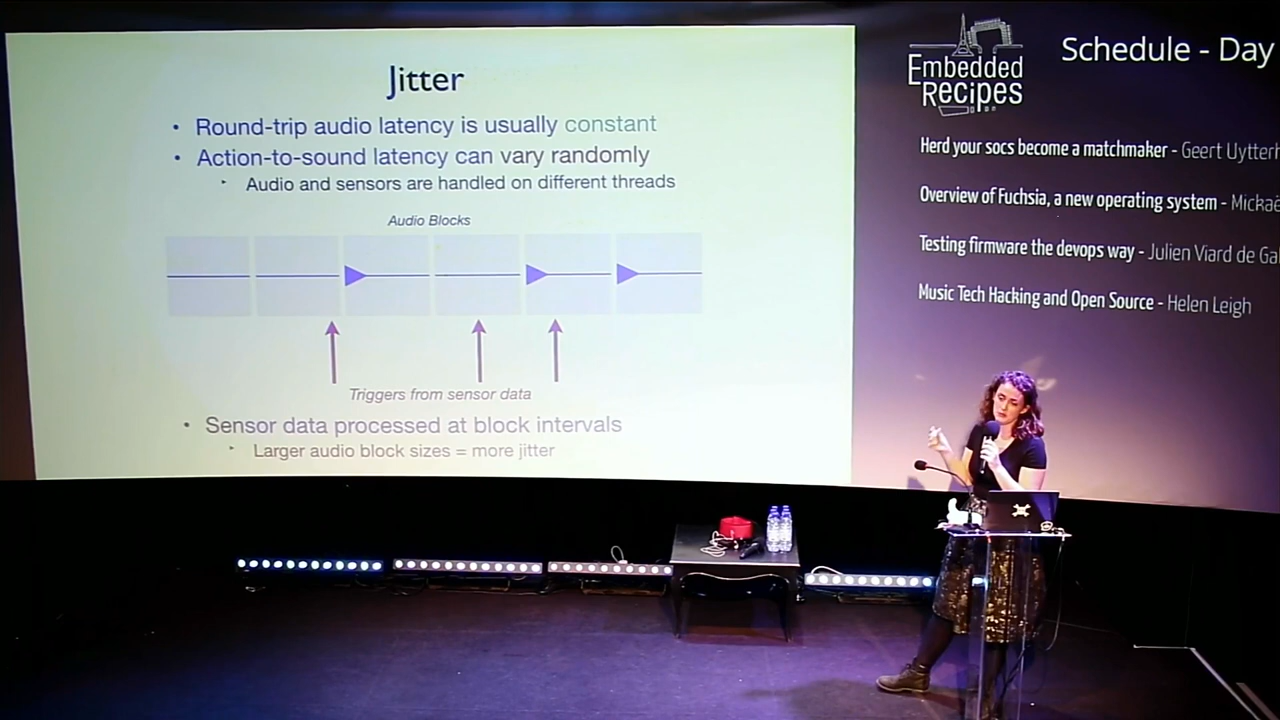 Jitter
• Round-trip audio latency is usually constant
• Action-to-sound latency can vary randomly
‣ Audio and sensors are handled on different threads
Audio Blocks
Triggers from sensor data
• Sensor data processed at block intervals
‣ Larger audio block sizes = more jitter
Embedded
Recipes
Schedule - Day
Herd your socs become a matchmaker - Geert Uytterh
Overview of Fuchsia, a new operating system - Mickaë
Testing firmware the devops way - Julien Viard de Gal
Music Tech Hacking and Open Source - Helen Leigh